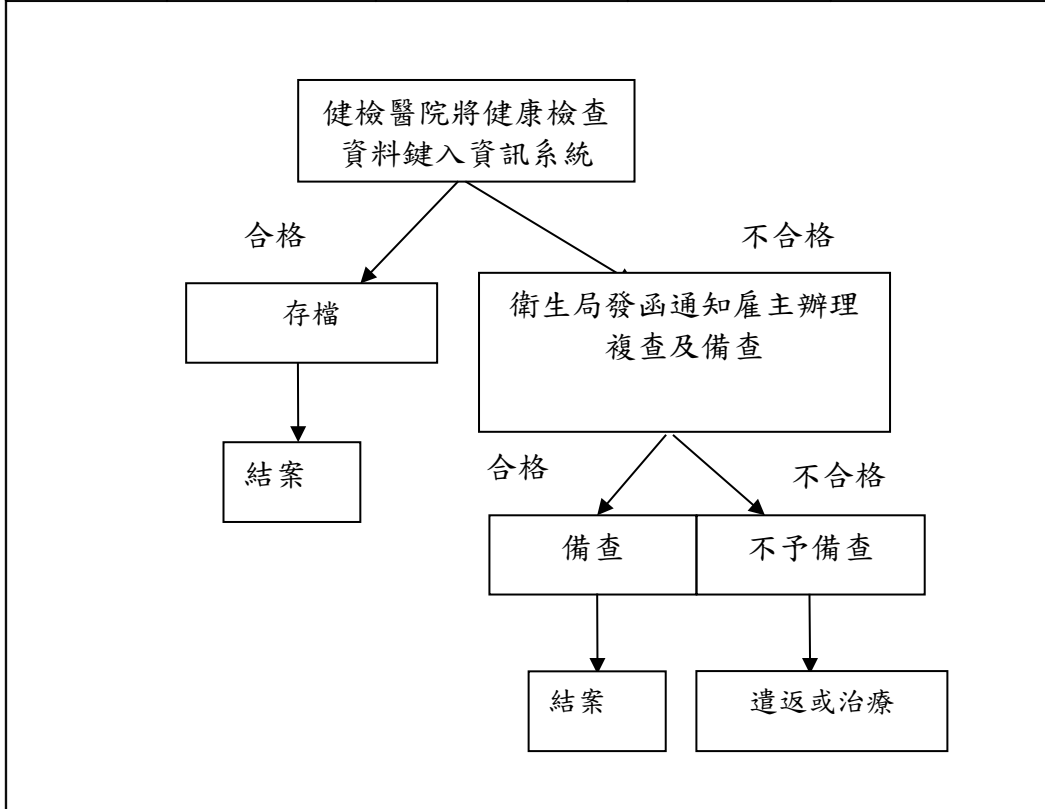 健檢醫院將健康檢查
資料鍵入資訊系統
合格
不合格
存檔
衛生局發函通知雇主辦理
複查及備查
結案
合格
不合格
備查
不予備查
結案
遣返或治療